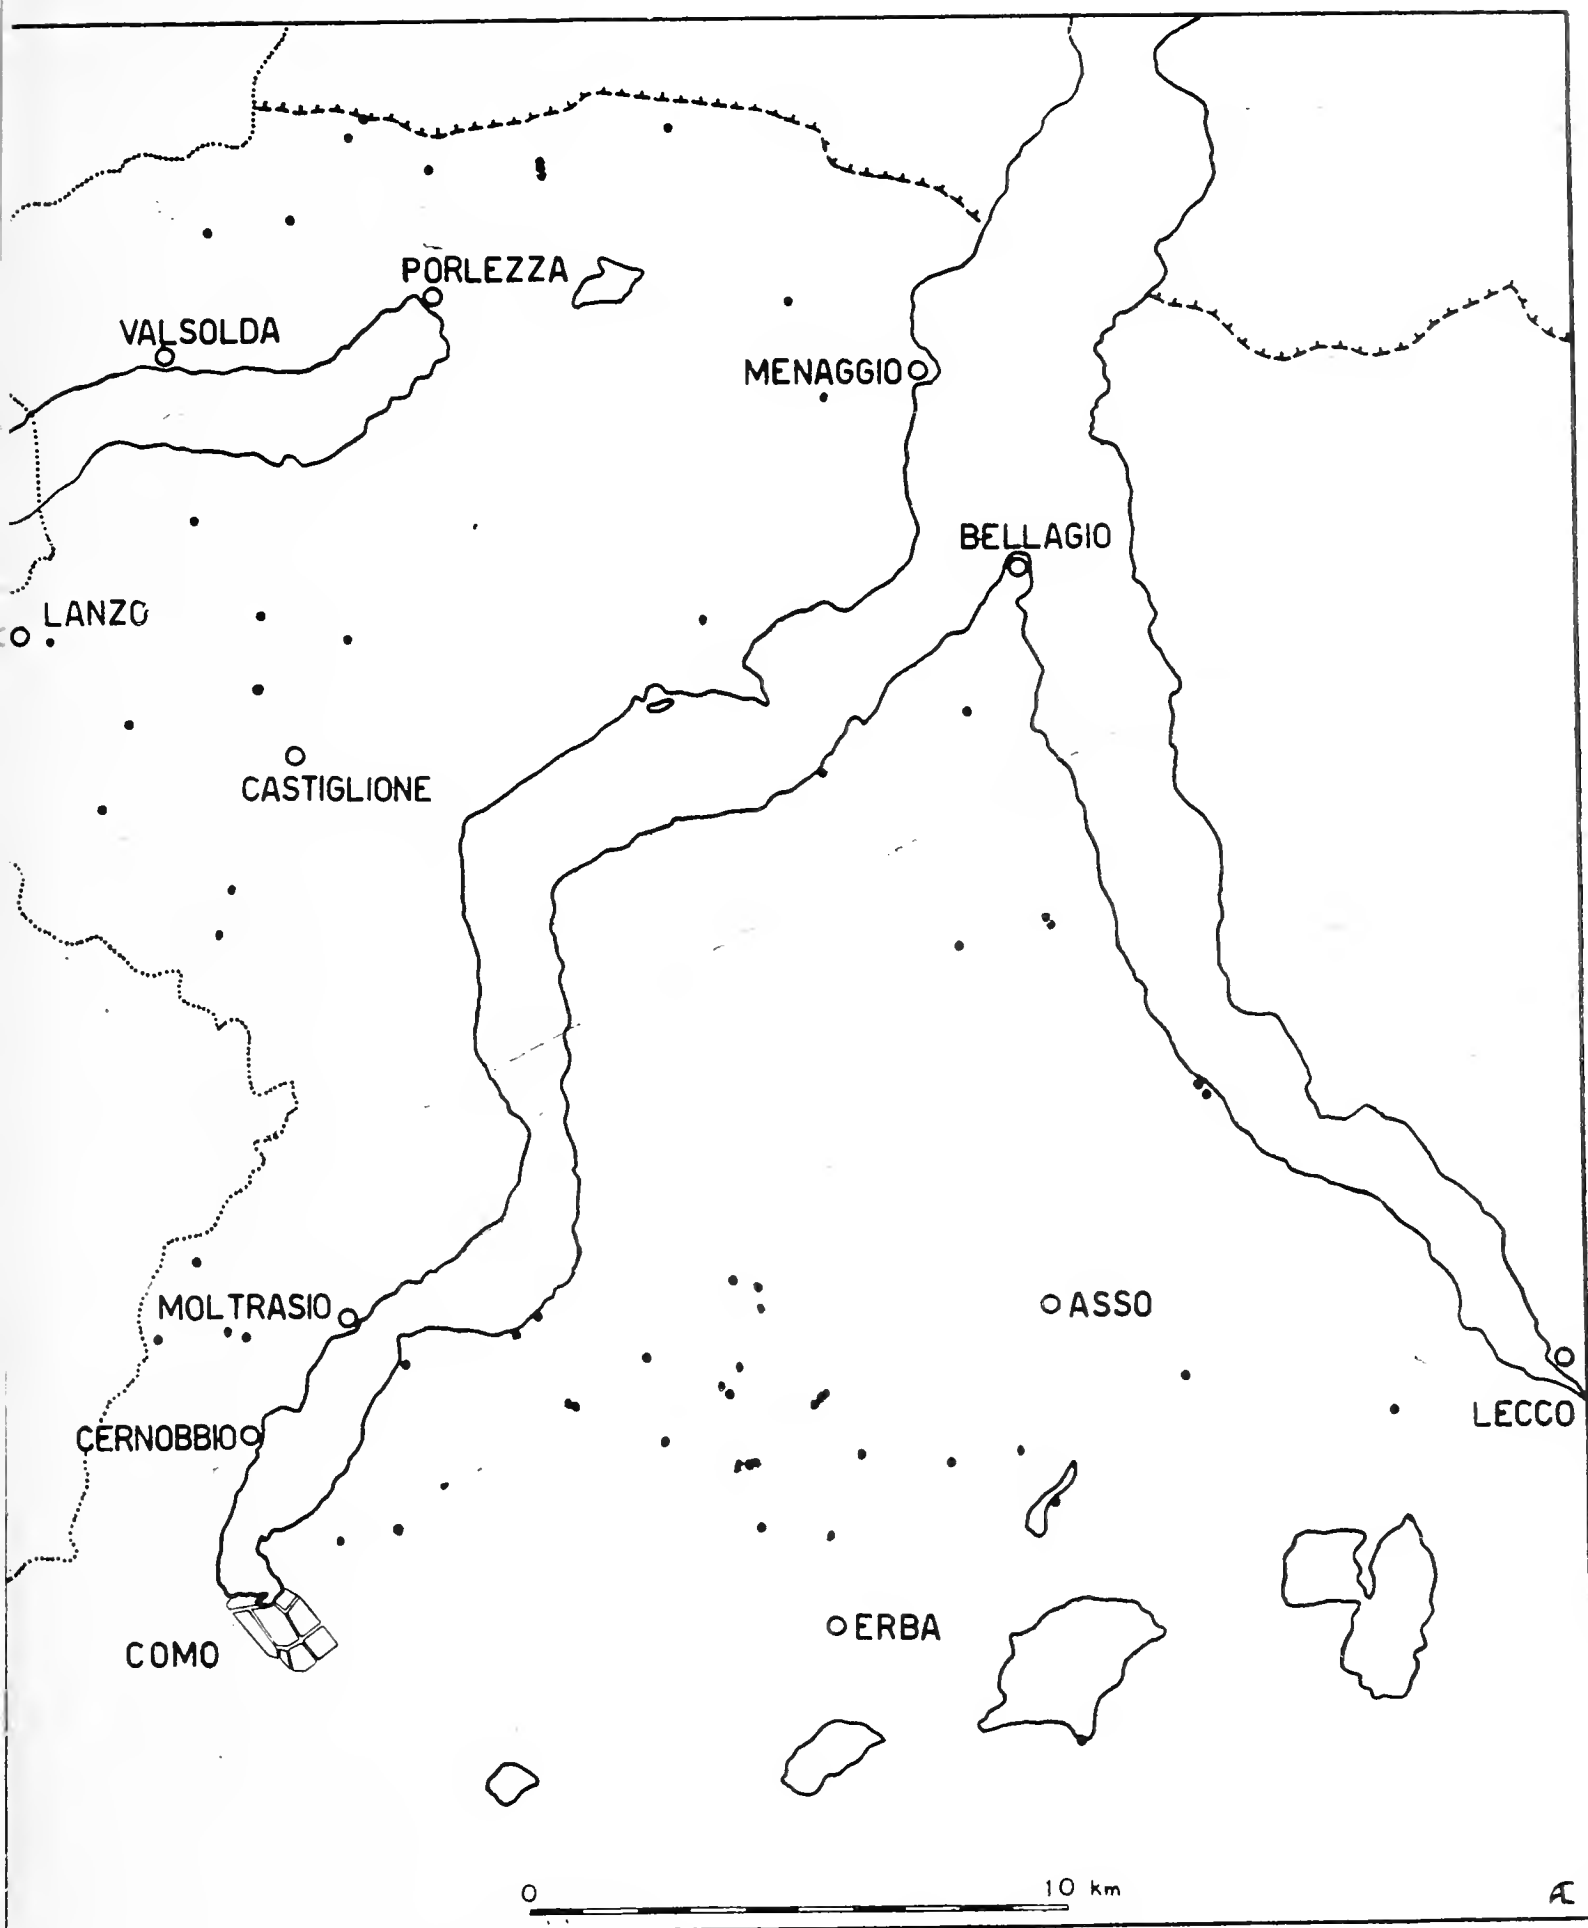 PORLEZZA
VALSOLDA
MENAGGIO
BELLAGIO
LANZO
CASTIGLIONE
MOLTRASIO
ASSO
LECCO
CERNOBBIO
ERBA
COMO
0 10 km